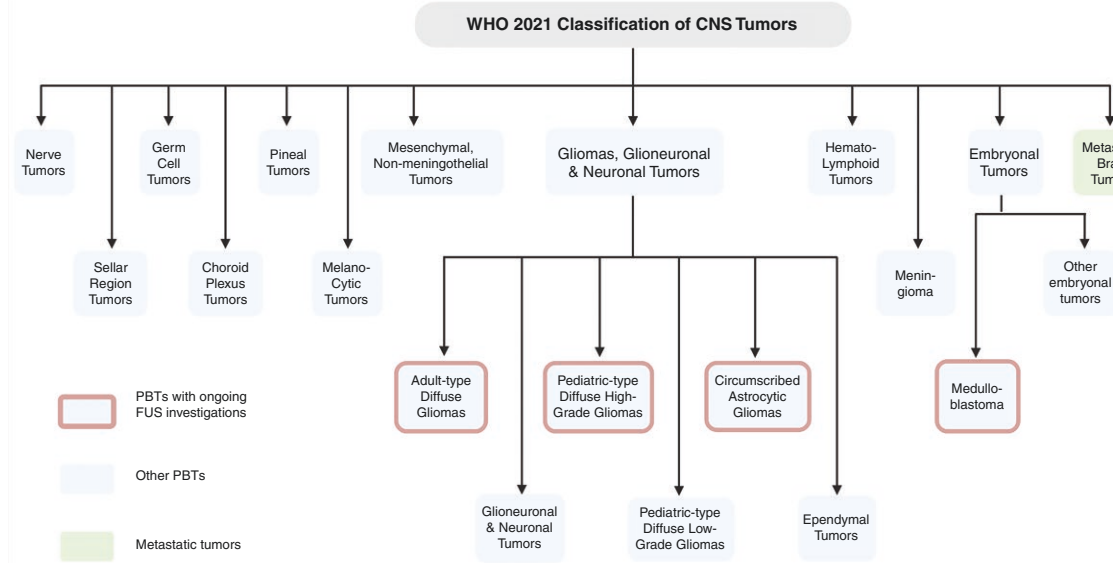 WHO 2021 Classification of CNS Tumors
Nerve
Tumors
Germ
Cell
Tumors
Pineal
Tumors
Mesenchymal,
Non-meningothelial
Tumors
Gliomas, Glioneuronal
& Neuronal Tumors
Hemato-
Lymphoid
Tumors
Embryonal
Tumors
Sellar
Region
Tumors
Choroid
Plexus
Tumors
Melano-
Cytic
Tumors
Menin-
gioma
Other
embryonal
tumors
Adult-type
Diffuse
Gliomas
Pediatric-type
Diffuse High-
Grade Gliomas
Circumscribed
Astrocytic
Gliomas
Medullo-
blastoma
PBTs with ongoing
FUS investigations
Other PBTs
Metastatic tumors
Glioneuronal
& Neuronal
Tumors
Pediatric-type
Diffuse Low-
Grade Gliomas
Ependymal
Tumors